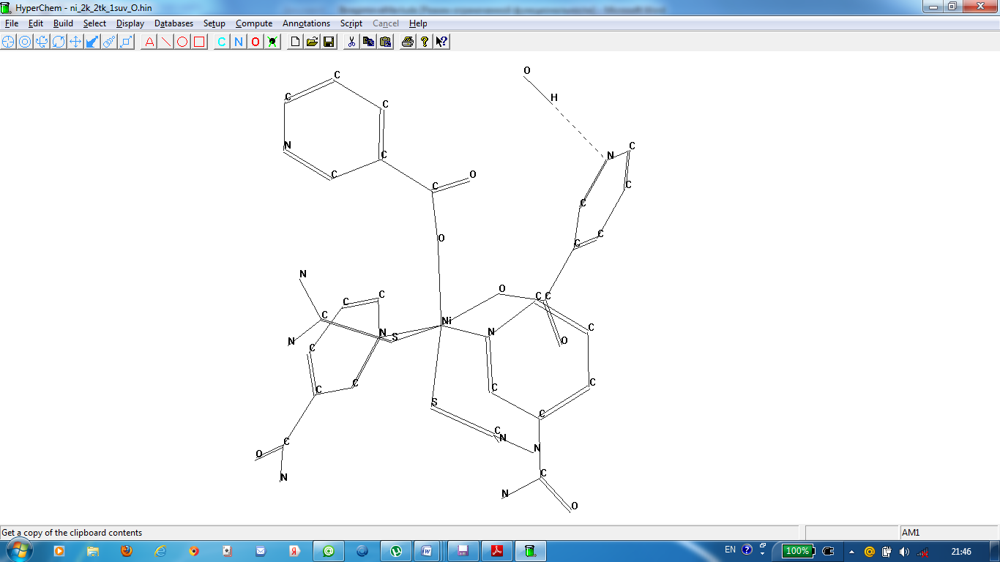 HyperChem - ni_2k_2tk_1suv_O.hin
File Edit Build Select Display Databases Setup Compute Annotations Script Cancel Help
A C N O
C O
C C H
N C N C
C O C C
C
O C C
N O C C
C C
C Ni C
N N S N O
C
C C C C
S C
C N N
O C
N N C
O
Get a copy of the clipboard contents AM1
EN 100% 21:46